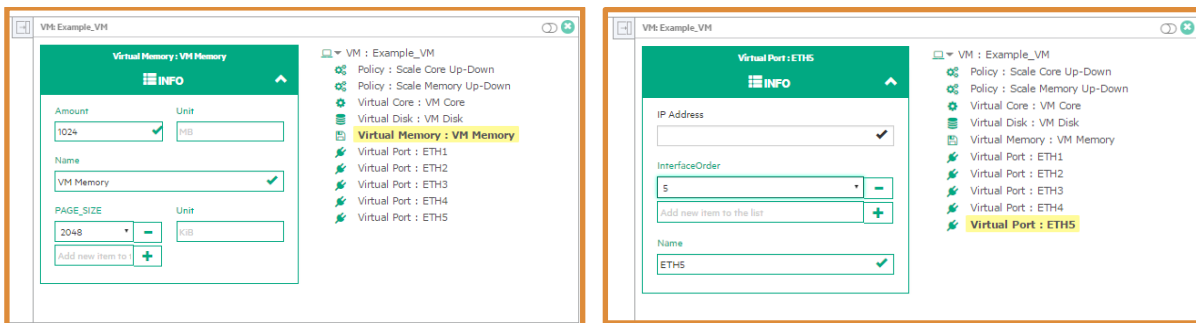 VM: Example_VM
Virtual Memory : VM Memory
INFO
Amount
Unit
1024
MB
Name
VM Memory
PAGE_SIZE
Unit
2048
KiB
Add new item to t
VM : Example_VM
Policy : Scale Core Up-Down
Policy : Scale Memory Up-Down
Virtual Core : VM Core
Virtual Disk : VM Disk
Virtual Memory : VM Memory
Virtual Port : ETH1
Virtual Port : ETH2
Virtual Port : ETH3
Virtual Port : ETH4
Virtual Port : ETH5
VM: Example_VM
Virtual Port : ETH5
INFO
IP Address
InterfaceOrder
5
Add new item to the list
Name
ETH5
VM : Example_VM
Policy : Scale Core Up-Down
Policy : Scale Memory Up-Down
Virtual Core : VM Core
Virtual Disk : VM Disk
Virtual Memory : VM Memory
Virtual Port : ETH1
Virtual Port : ETH2
Virtual Port : ETH3
Virtual Port : ETH4
Virtual Port : ETH5